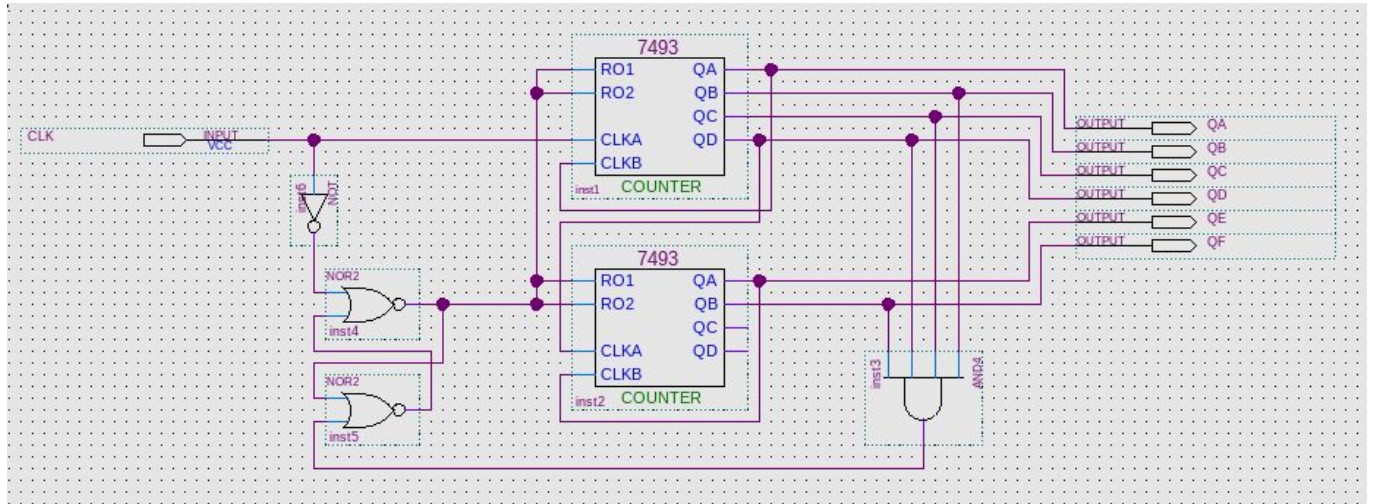 7493
RO1 QA
RO2 QB
QC
CLKA QD
CLKB
inst1 COUNTER
CLK INPUT
VCC
OUTPUT QA
OUTPUT QB
OUTPUT QC
OUTPUT QD
OUTPUT QE
OUTPUT QF
inst6 NOT
7493
RO1 QA
RO2 QB
QC
CLKA QD
CLKB
inst2 COUNTER
NOR2
inst4
NOR2
inst5
inst3 AND4